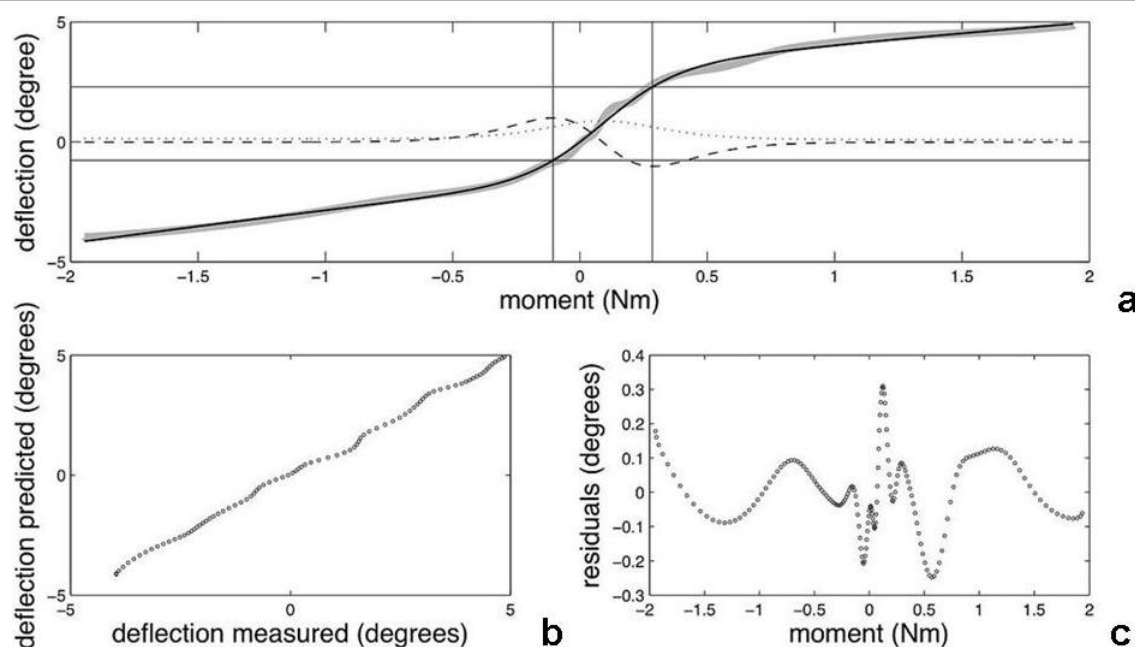 5
0
−5
deflection (degree)
−2 −1.5 −1 −0.5 0 0.5 1 1.5 2
moment (Nm)
a
5
0
−5
deflection predicted (degrees)
−5 0 5
deflection measured (degrees)
b
0.4
0.3
0.2
0.1
0
−0.1
−0.2
−0.3
residuals (degrees)
−2 −1.5 −1 −0.5 0 0.5 1 1.5 2
moment (Nm)
c